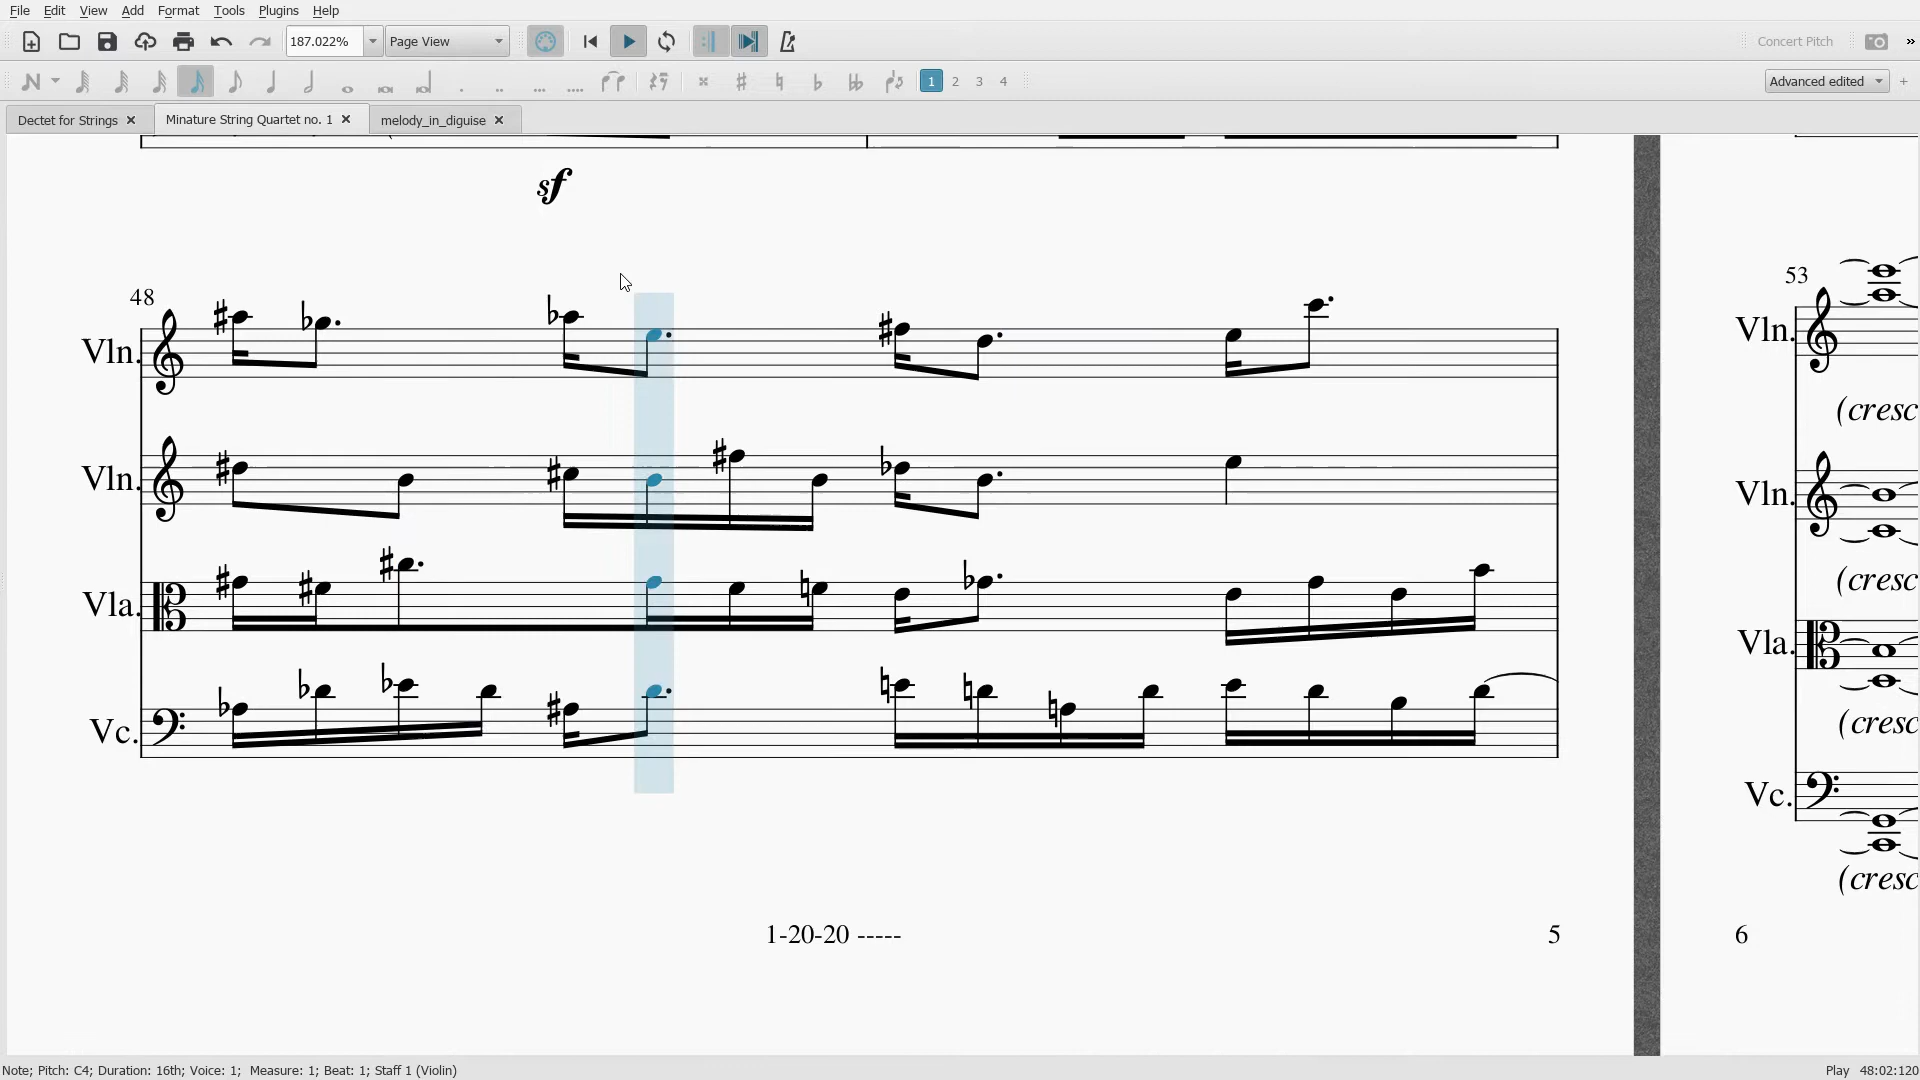 File Edit View Add Format Tools Plugins Help
187.022% Page View Concert Pitch »
1 2 3 4 Advanced edited +
Dectet for Strings Minature String Quartet no. 1 melody_in_diguise
sf
48
Vln.
Vln.
Vla.
Vc.
1-20-20 ----- 5
53
Vln.
(cresc
Vln.
(cresc
Vla.
(cresc
Vc.
(cresc
6
Note; Pitch: C4; Duration: 16th; Voice: 1; Measure: 1; Beat: 1; Staff 1 (Violin) Play 48:02:120